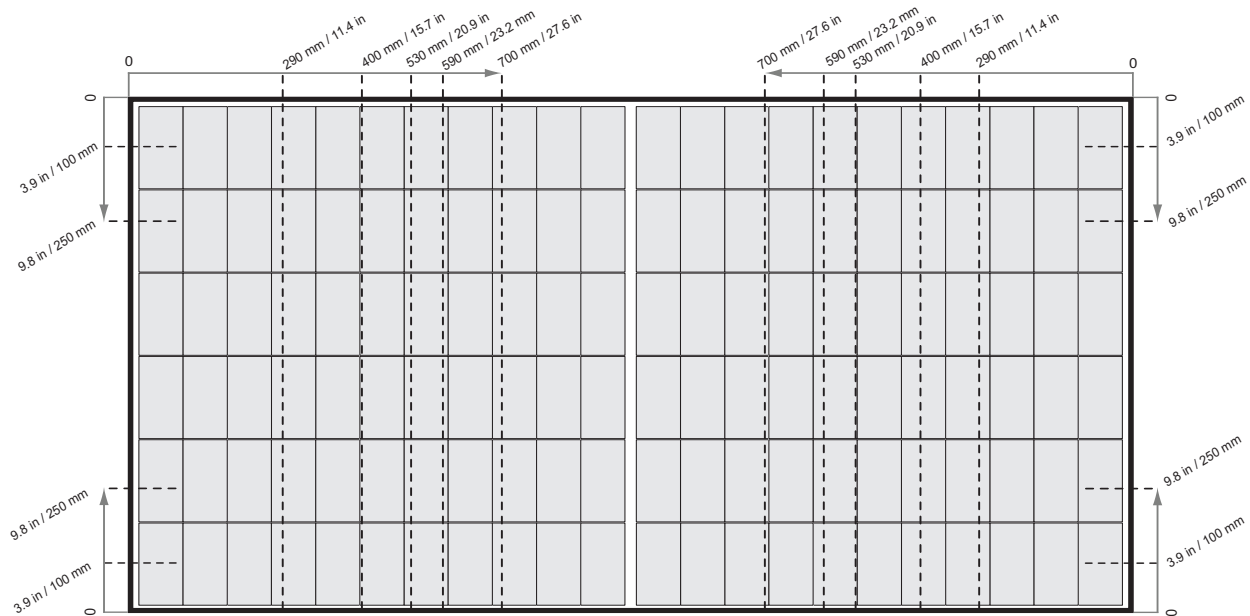 0
290 mm / 11.4 in
400 mm / 15.7 in
530 mm / 20.9 in
590 mm / 23.2 mm
700 mm / 27.6 in
700 mm / 27.6 in
590 mm / 23.2 mm
530 mm / 20.9 in
400 mm / 15.7 in
290 mm / 11.4 in
0
0
3.9 in / 100 mm
9.8 in / 250 mm
9.8 in / 250 mm
3.9 in / 100 mm
0
0
3.9 in / 100 mm
9.8 in / 250 mm
9.8 in / 250 mm
3.9 in / 100 mm
0